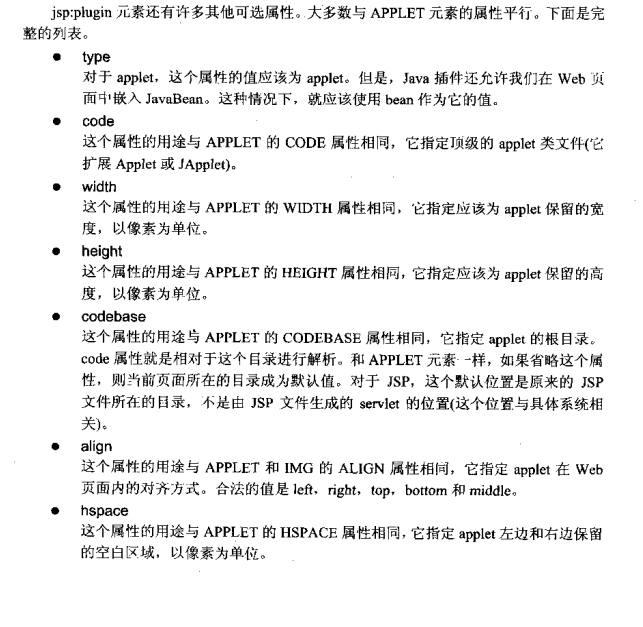 jsp:plugin 元素还有许多其他可选属性。大多数与 APPLET 元素的属性平行。下面是完
整的列表。
● type
对于 applet，这个属性的值应该为 applet。但是，Java 插件还允许我们在 Web 页
面中嵌入 JavaBean。这种情况下，就应该使用 bean 作为它的值。
● code
这个属性的用途与 APPLET 的 CODE 属性相同，它指定顶级的 applet 类文件(它
扩展 Applet 或 JApplet)。
● width
这个属性的用途与 APPLET 的 WIDTH 属性相同，它指定应该为 applet 保留的宽
度，以像素为单位。
● height
这个属性的用途与 APPLET 的 HEIGHT 属性相同，它指定应该为 applet 保留的高
度，以像素为单位。
● codebase
这个属性的用途与 APPLET 的 CODEBASE 属性相同，它指定 applet 的根目录。
code 属性就是相对于这个目录进行解析。和 APPLET 元素一样，如果省略这个属
性，则当前页面所在的目录成为默认值。对于 JSP，这个默认位置是原来的 JSP
文件所在的目录，不是由 JSP 文件生成的 servlet 的位置(这个位置与具体系统相
关)。
● align
这个属性的用途与 APPLET 和 IMG 的 ALIGN 属性相同，它指定 applet 在 Web
页面内的对齐方式。合法的值是 left，right，top，bottom 和 middle。
● hspace
这个属性的用途与 APPLET 的 HSPACE 属性相同，它指定 applet 左边和右边保留
的空白区域，以像素为单位。